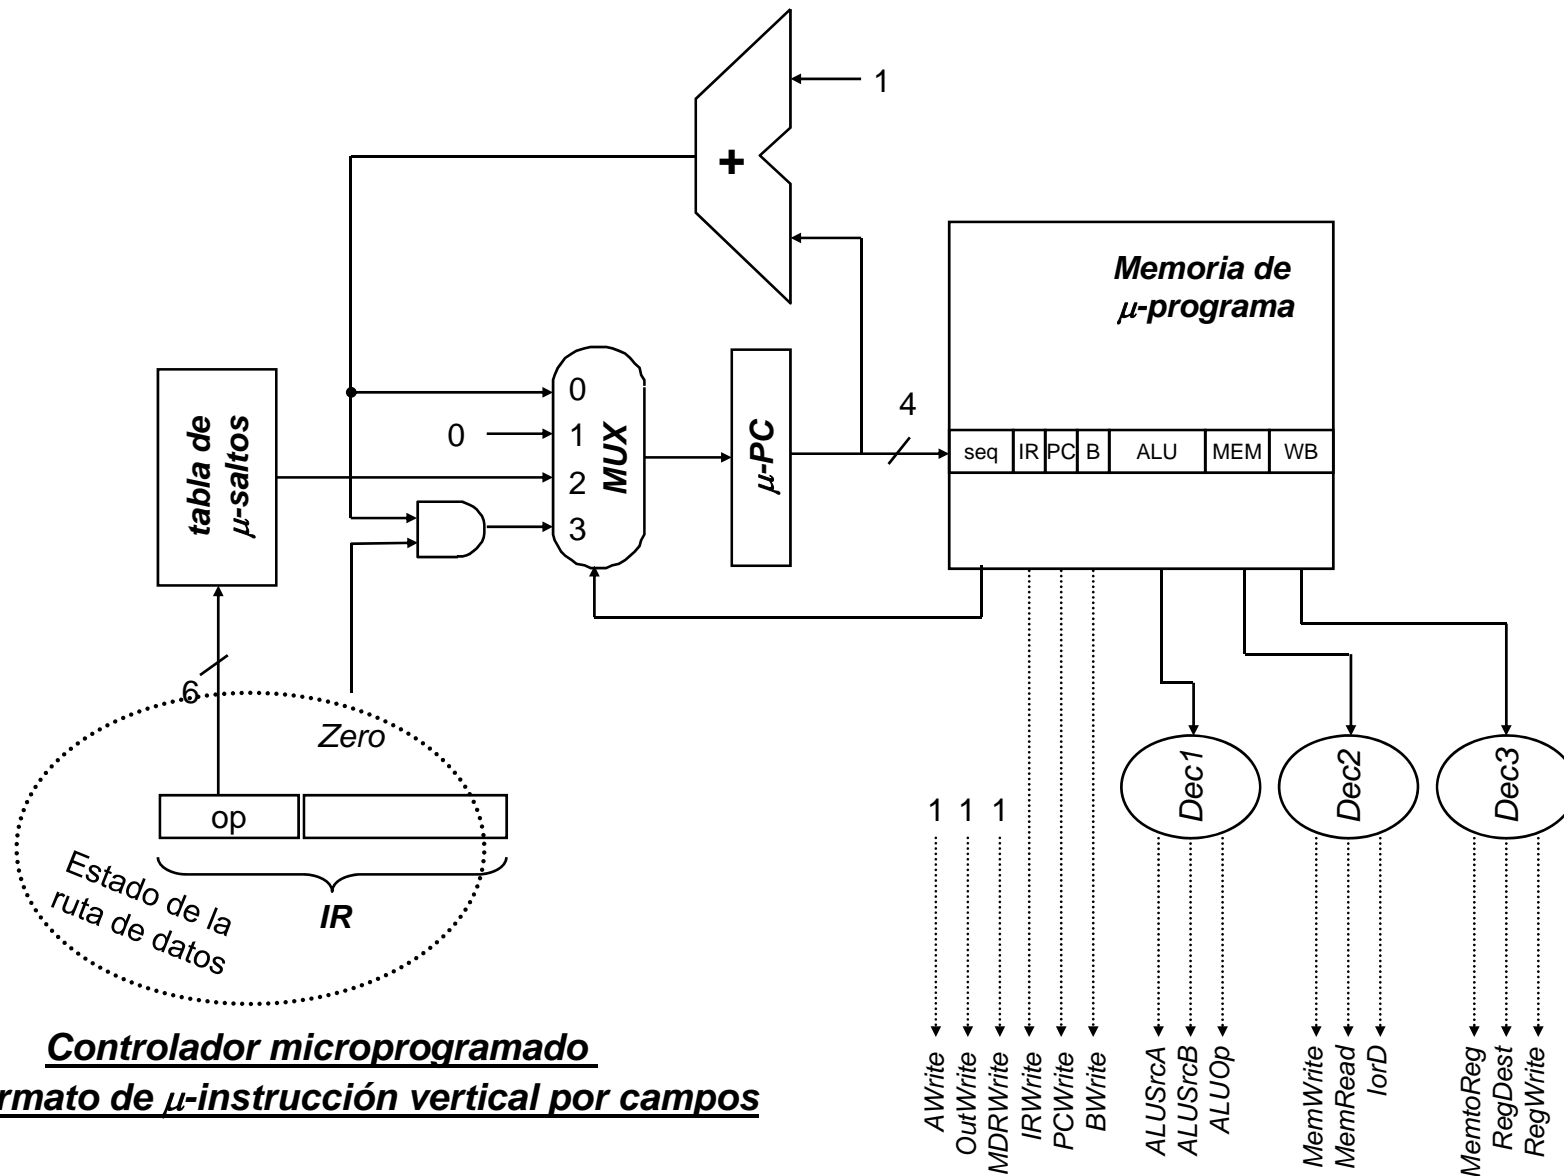 1
+
Memoria de
μ-programa
4
seq IR PC B ALU MEM WB
tabla de
μ-saltos
0
0
1
2
3
MUX
μ-PC
6
Zero
op
IR
Estado de la
ruta de datos
Dec1
Dec2
Dec3
1 1 1
AWrite
OutWrite
MDRWrite
IRWrite
PCWrite
BWrite
ALUSrcA
ALUSrcB
ALUOp
MemWrite
MemRead
IorD
MemtoReg
RegDest
RegWrite
Controlador microprogramado
rmato de μ-instrucción vertical por campos